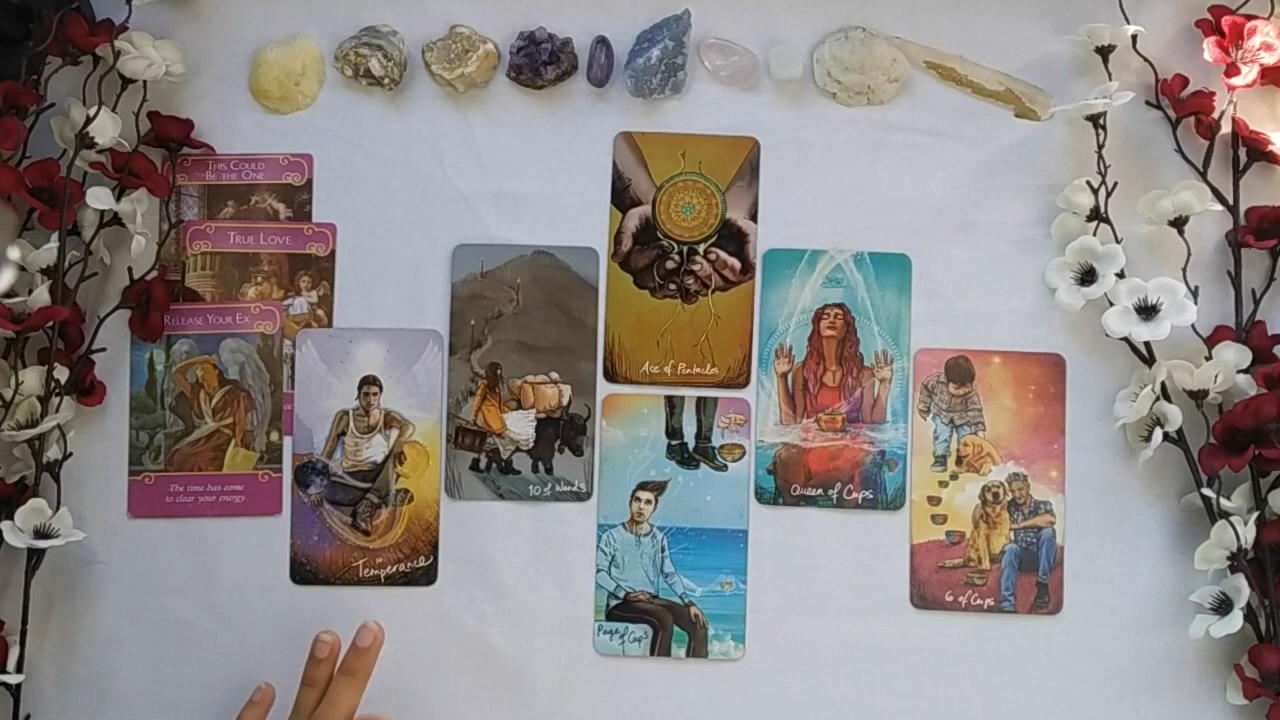 THIS COULD
BE THE ONE
TRUE LOVE
RELEASE YOUR EX
The time has come
to clear your energy.
Temperance
10 of Wands
Ace of Pentacles
Page of Cups
Queen of Cups
6 of Cups